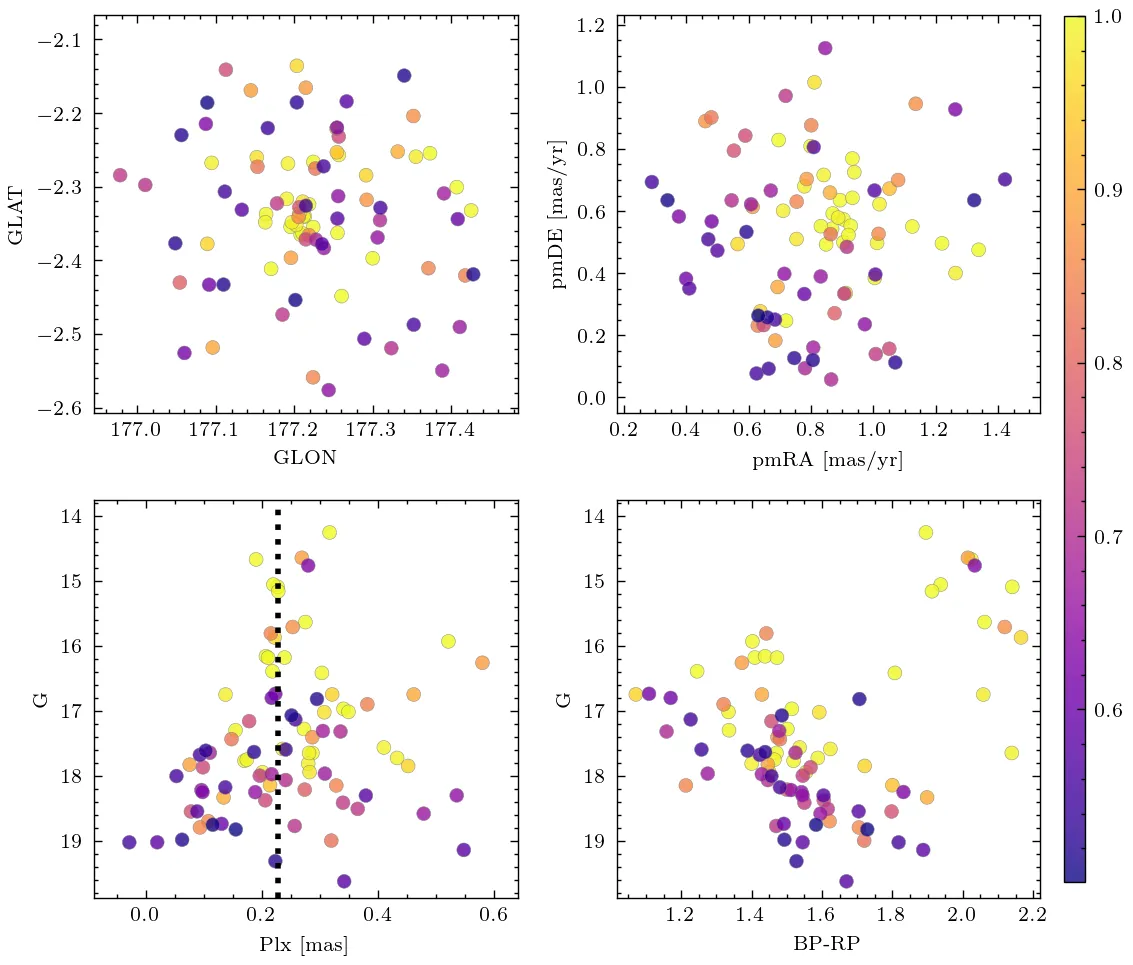 −2.1
−2.2
−2.3
−2.4
−2.5
−2.6
GLAT
177.0 177.1 177.2 177.3 177.4
GLON
1.2
1.0
0.8
0.6
0.4
0.2
0.0
pmDE [mas/yr]
0.2 0.4 0.6 0.8 1.0 1.2 1.4
pmRA [mas/yr]
14
15
16
17
18
19
G
0.0 0.2 0.4 0.6
Plx [mas]
14
15
16
17
18
19
G
1.2 1.4 1.6 1.8 2.0 2.2
BP-RP
1.0
0.9
0.8
0.7
0.6